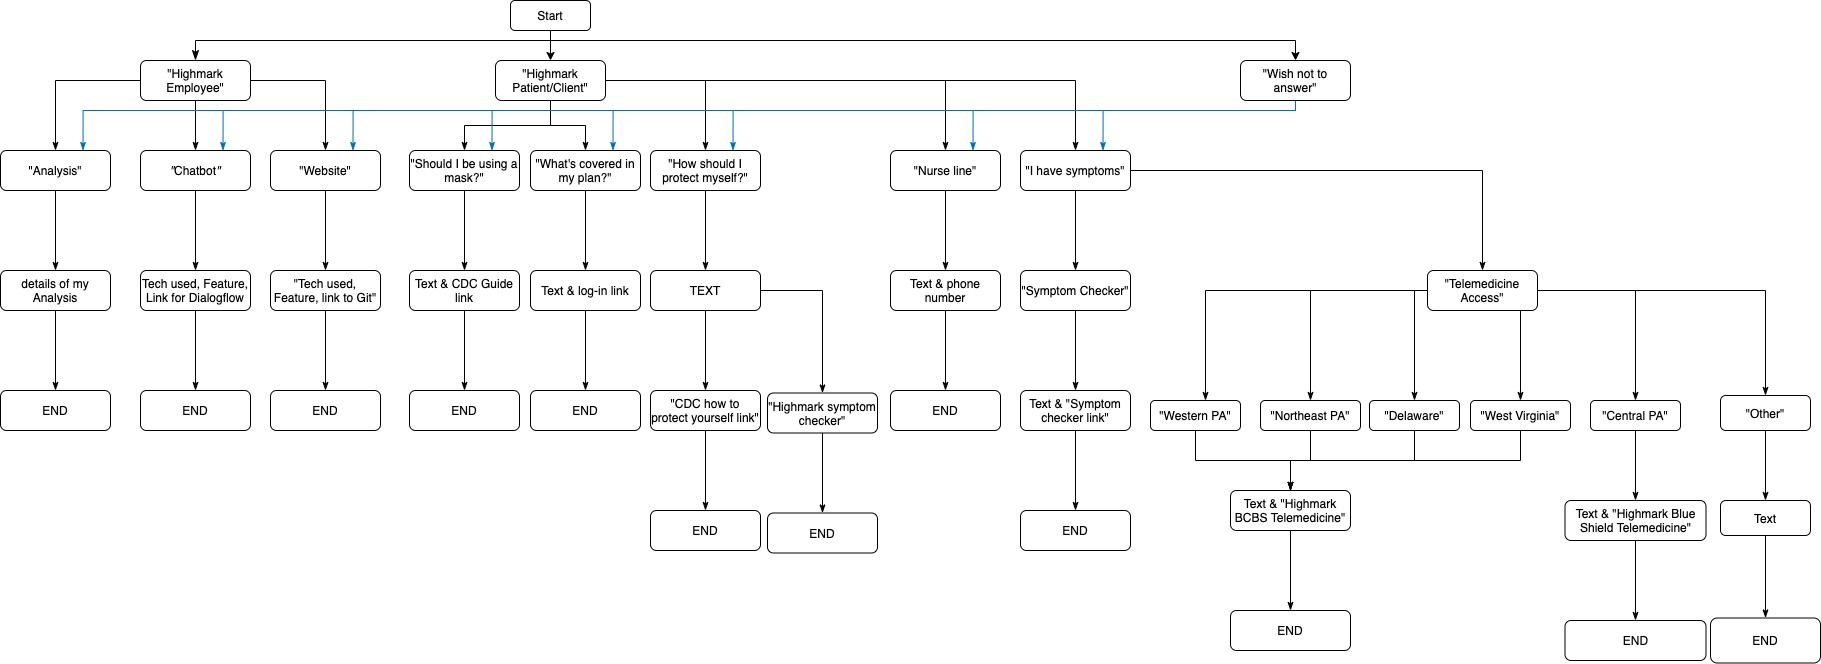 Start
"Highmark
Employee"
"Highmark
Patient/Client"
"Wish not to
answer"
"Analysis"
"Chatbot"
"Website"
"Should I be using a
mask?"
"What's covered in
my plan?"
"How should I
protect myself?"
"Nurse line"
"I have symptoms"
details of my
Analysis
Tech used, Feature,
Link for Dialogflow
"Tech used,
Feature, link to Git"
Text & CDC Guide
link
Text & log-in link
TEXT
Text & phone
number
"Symptom Checker"
"Telemedicine
Access"
END
END
END
END
END
"CDC how to
protect yourself link"
"Highmark symptom
checker"
END
Text & "Symptom
checker link"
"Western PA"
"Northeast PA"
"Delaware"
"West Virginia"
"Central PA"
"Other"
END
END
END
Text & "Highmark
BCBS Telemedicine"
Text & "Highmark Blue
Shield Telemedicine"
Text
END
END
END